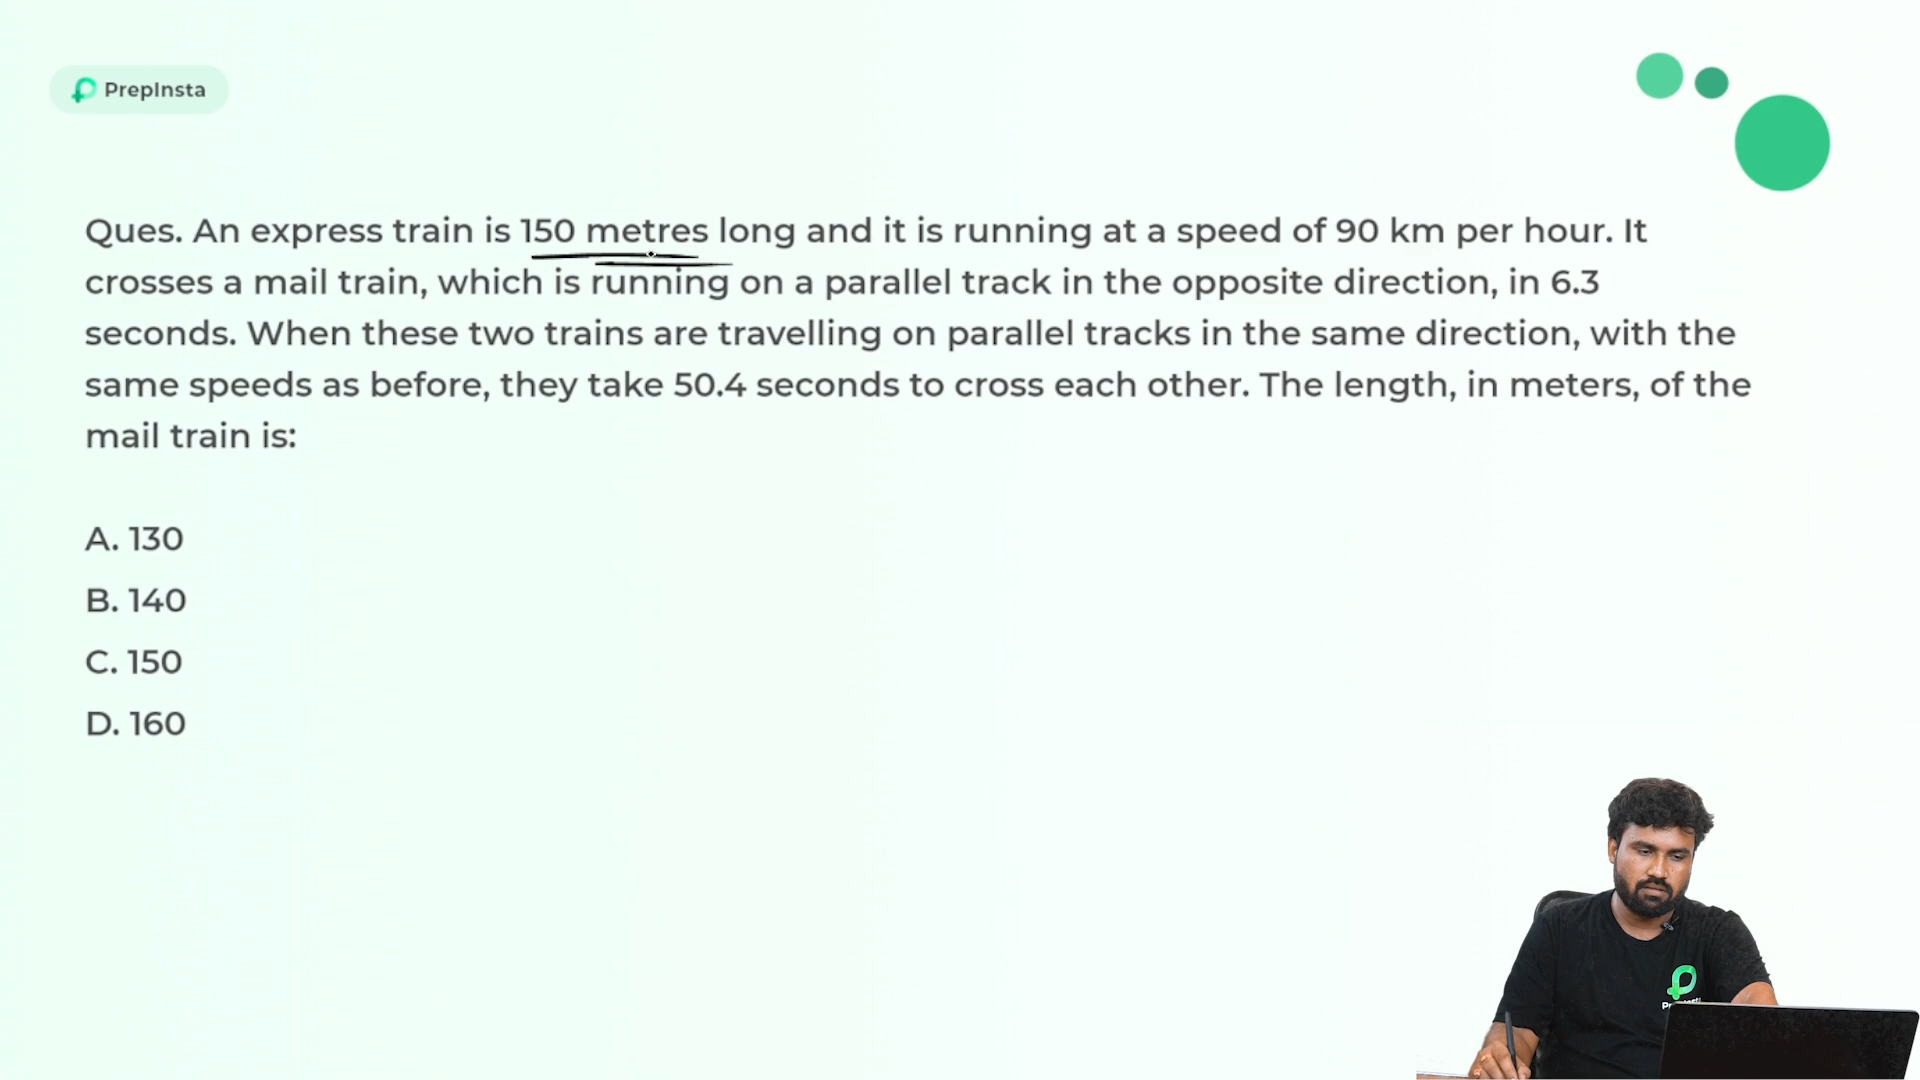 PrepInsta
Ques. An express train is 150 metres long and it is running at a speed of 90 km per hour. It
crosses a mail train, which is running on a parallel track in the opposite direction, in 6.3
seconds. When these two trains are travelling on parallel tracks in the same direction, with the
same speeds as before, they take 50.4 seconds to cross each other. The length, in meters, of the
mail train is:
A. 130
B. 140
C. 150
D. 160